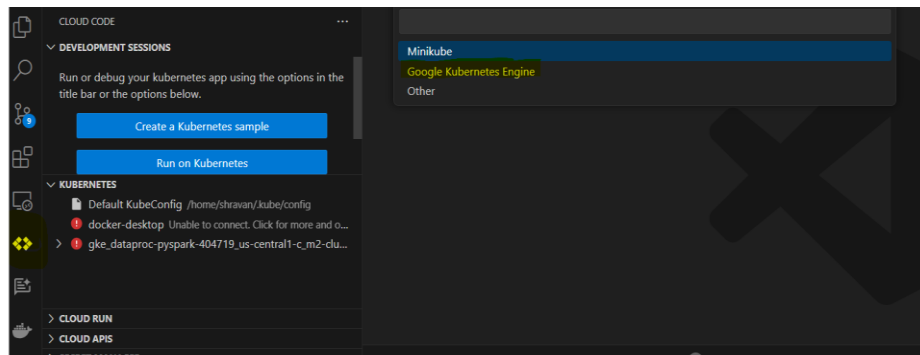 CLOUD CODE
DEVELOPMENT SESSIONS
Run or debug your kubernetes app using the options in the
title bar or the options below.
Create a Kubernetes sample
Run on Kubernetes
KUBERNETES
Default KubeConfig /home/shravan/.kube/config
docker-desktop Unable to connect. Click for more and o...
gke_dataproc-pyspark-404719_us-central1-c_m2-clu...
CLOUD RUN
CLOUD APIS
9
Minikube
Google Kubernetes Engine
Other